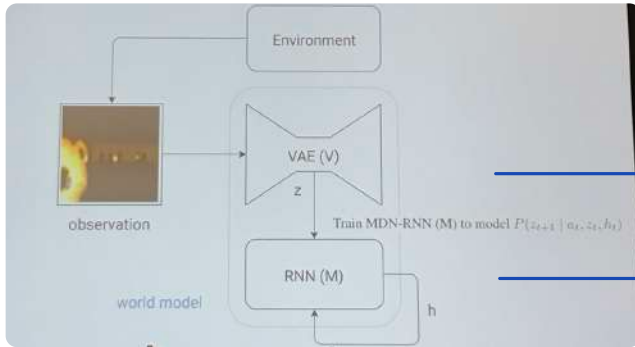 Environment
VAE (V)
z
observation
Train MDN-RNN (M) to model P(z_{t+1} | a_t, z_t, h_t)
RNN (M)
world model
h